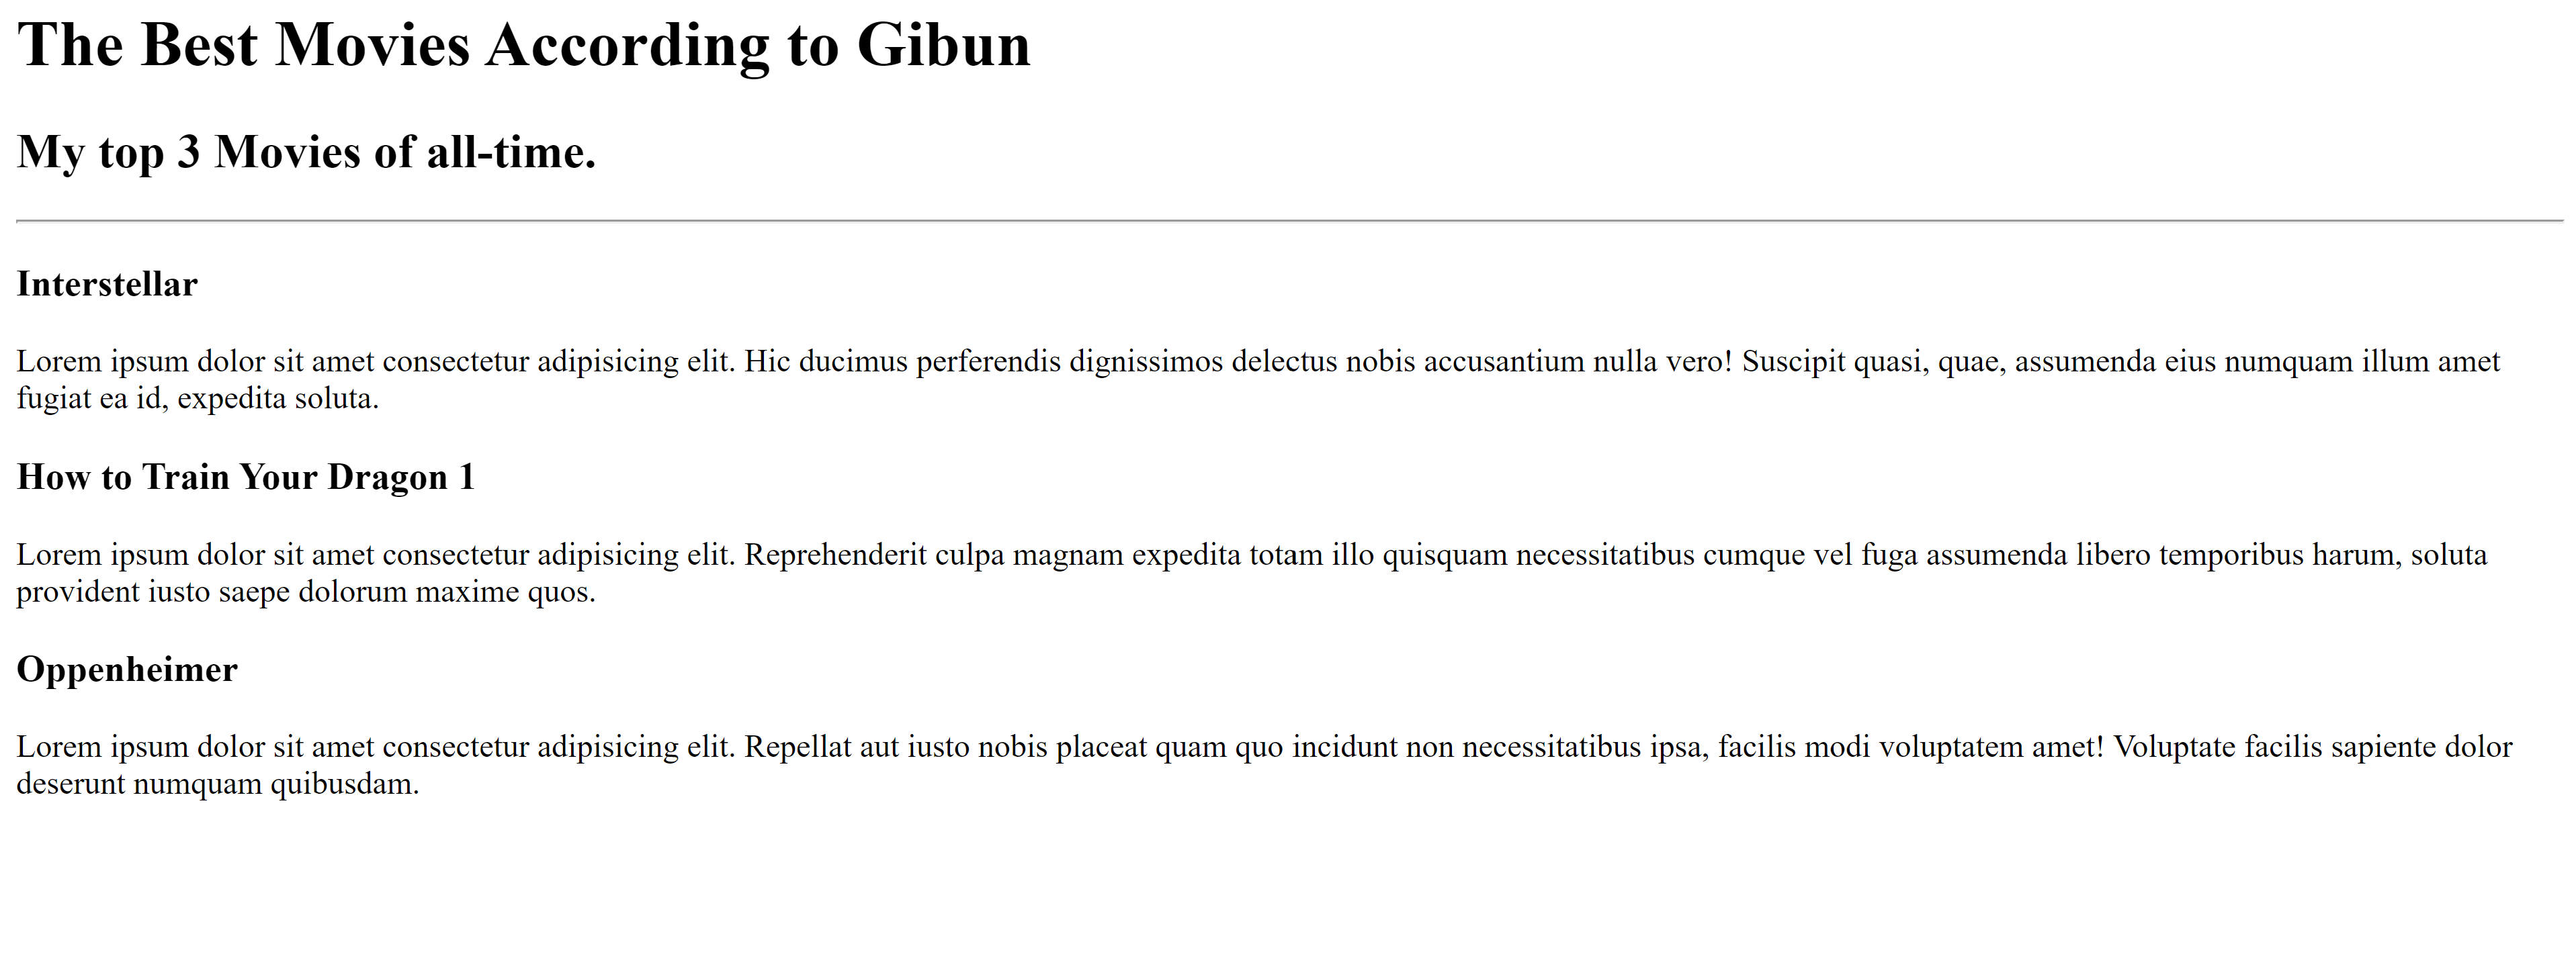 The Best Movies According to Gibun
My top 3 Movies of all-time.
Interstellar
Lorem ipsum dolor sit amet consectetur adipisicing elit. Hic ducimus perferendis dignissimos delectus nobis accusantium nulla vero! Suscipit quasi, quae, assumenda eius numquam illum amet
fugiat ea id, expedita soluta.
How to Train Your Dragon 1
Lorem ipsum dolor sit amet consectetur adipisicing elit. Reprehenderit culpa magnam expedita totam illo quisquam necessitatibus cumque vel fuga assumenda libero temporibus harum, soluta
provident iusto saepe dolorum maxime quos.
Oppenheimer
Lorem ipsum dolor sit amet consectetur adipisicing elit. Repellat aut iusto nobis placeat quam quo incidunt non necessitatibus ipsa, facilis modi voluptatem amet! Voluptate facilis sapiente dolor
deserunt numquam quibusdam.